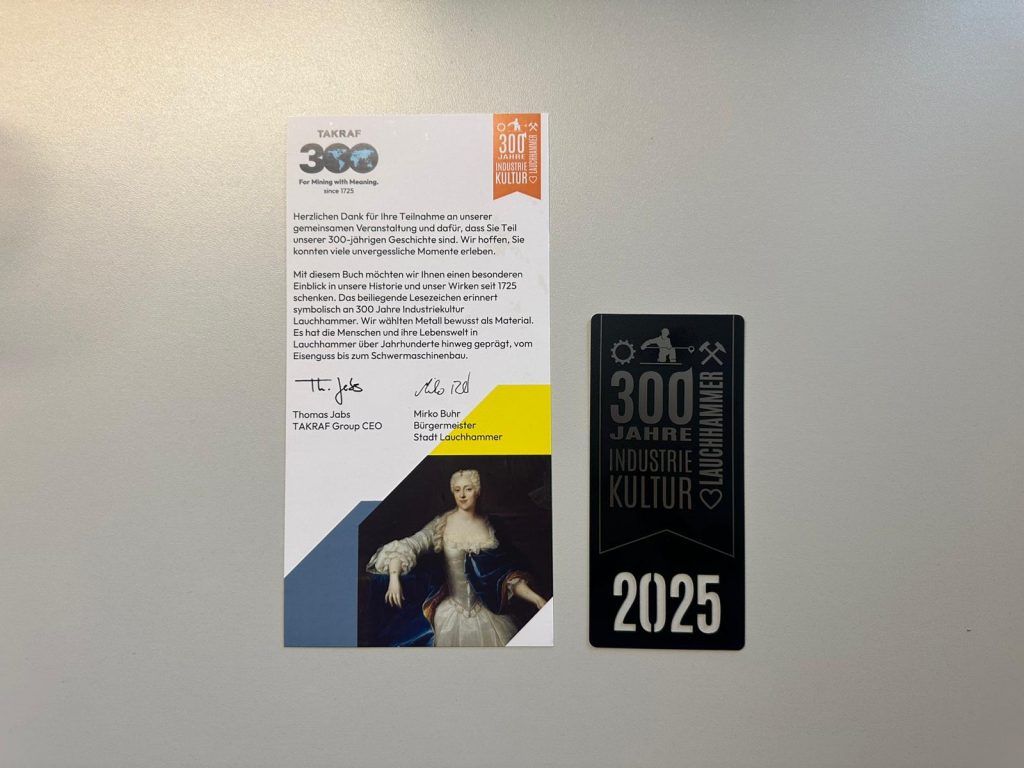 TAKRAF
300
For Mining with Meaning.
since 1725
300
JAHRE
INDUSTRIE
KULTUR
LAUCHHAMMER
Herzlichen Dank für Ihre Teilnahme an unserer
gemeinsamen Veranstaltung und dafür, dass Sie Teil
unserer 300-jährigen Geschichte sind. Wir hoffen, Sie
konnten viele unvergessliche Momente erleben.
Mit diesem Buch möchten wir Ihnen einen besonderen
Einblick in unsere Historie und unser Wirken seit 1725
schenken. Das beiliegende Lesezeichen erinnert
symbolisch an 300 Jahre Industriekultur
Lauchhammer. Wir wählten Metall bewusst als Material.
Es hat die Menschen und ihre Lebenswelt in
Lauchhammer über Jahrhunderte hinweg geprägt, vom
Eisenguss bis zum Schwermaschinenbau.
Th. Jabs
Thomas Jabs
TAKRAF Group CEO
Mirko Buhr
Bürgermeister
Stadt Lauchhammer
300
JAHRE
INDUSTRIE
KULTUR
LAUCHHAMMER
2025